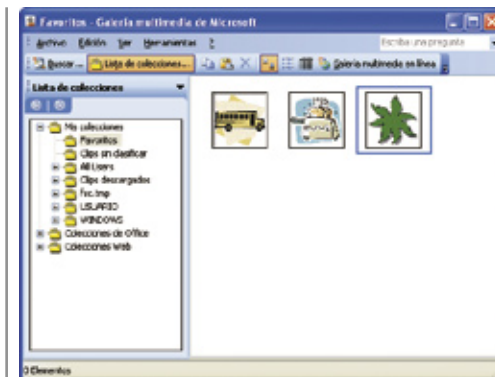 Favoritos - Galería multimedia de Microsoft
Archivo Edición Ver Herramientas ?
Escriba una pregunta
Buscar... Lista de colecciones... Galería multimedia en línea
Lista de colecciones
Mis colecciones
Favoritos
Clips sin clasificar
All Users
Clips descargados
fsc.tmp
USUARIO
WINDOWS
Colecciones de Office
Colecciones Web
3 Elementos